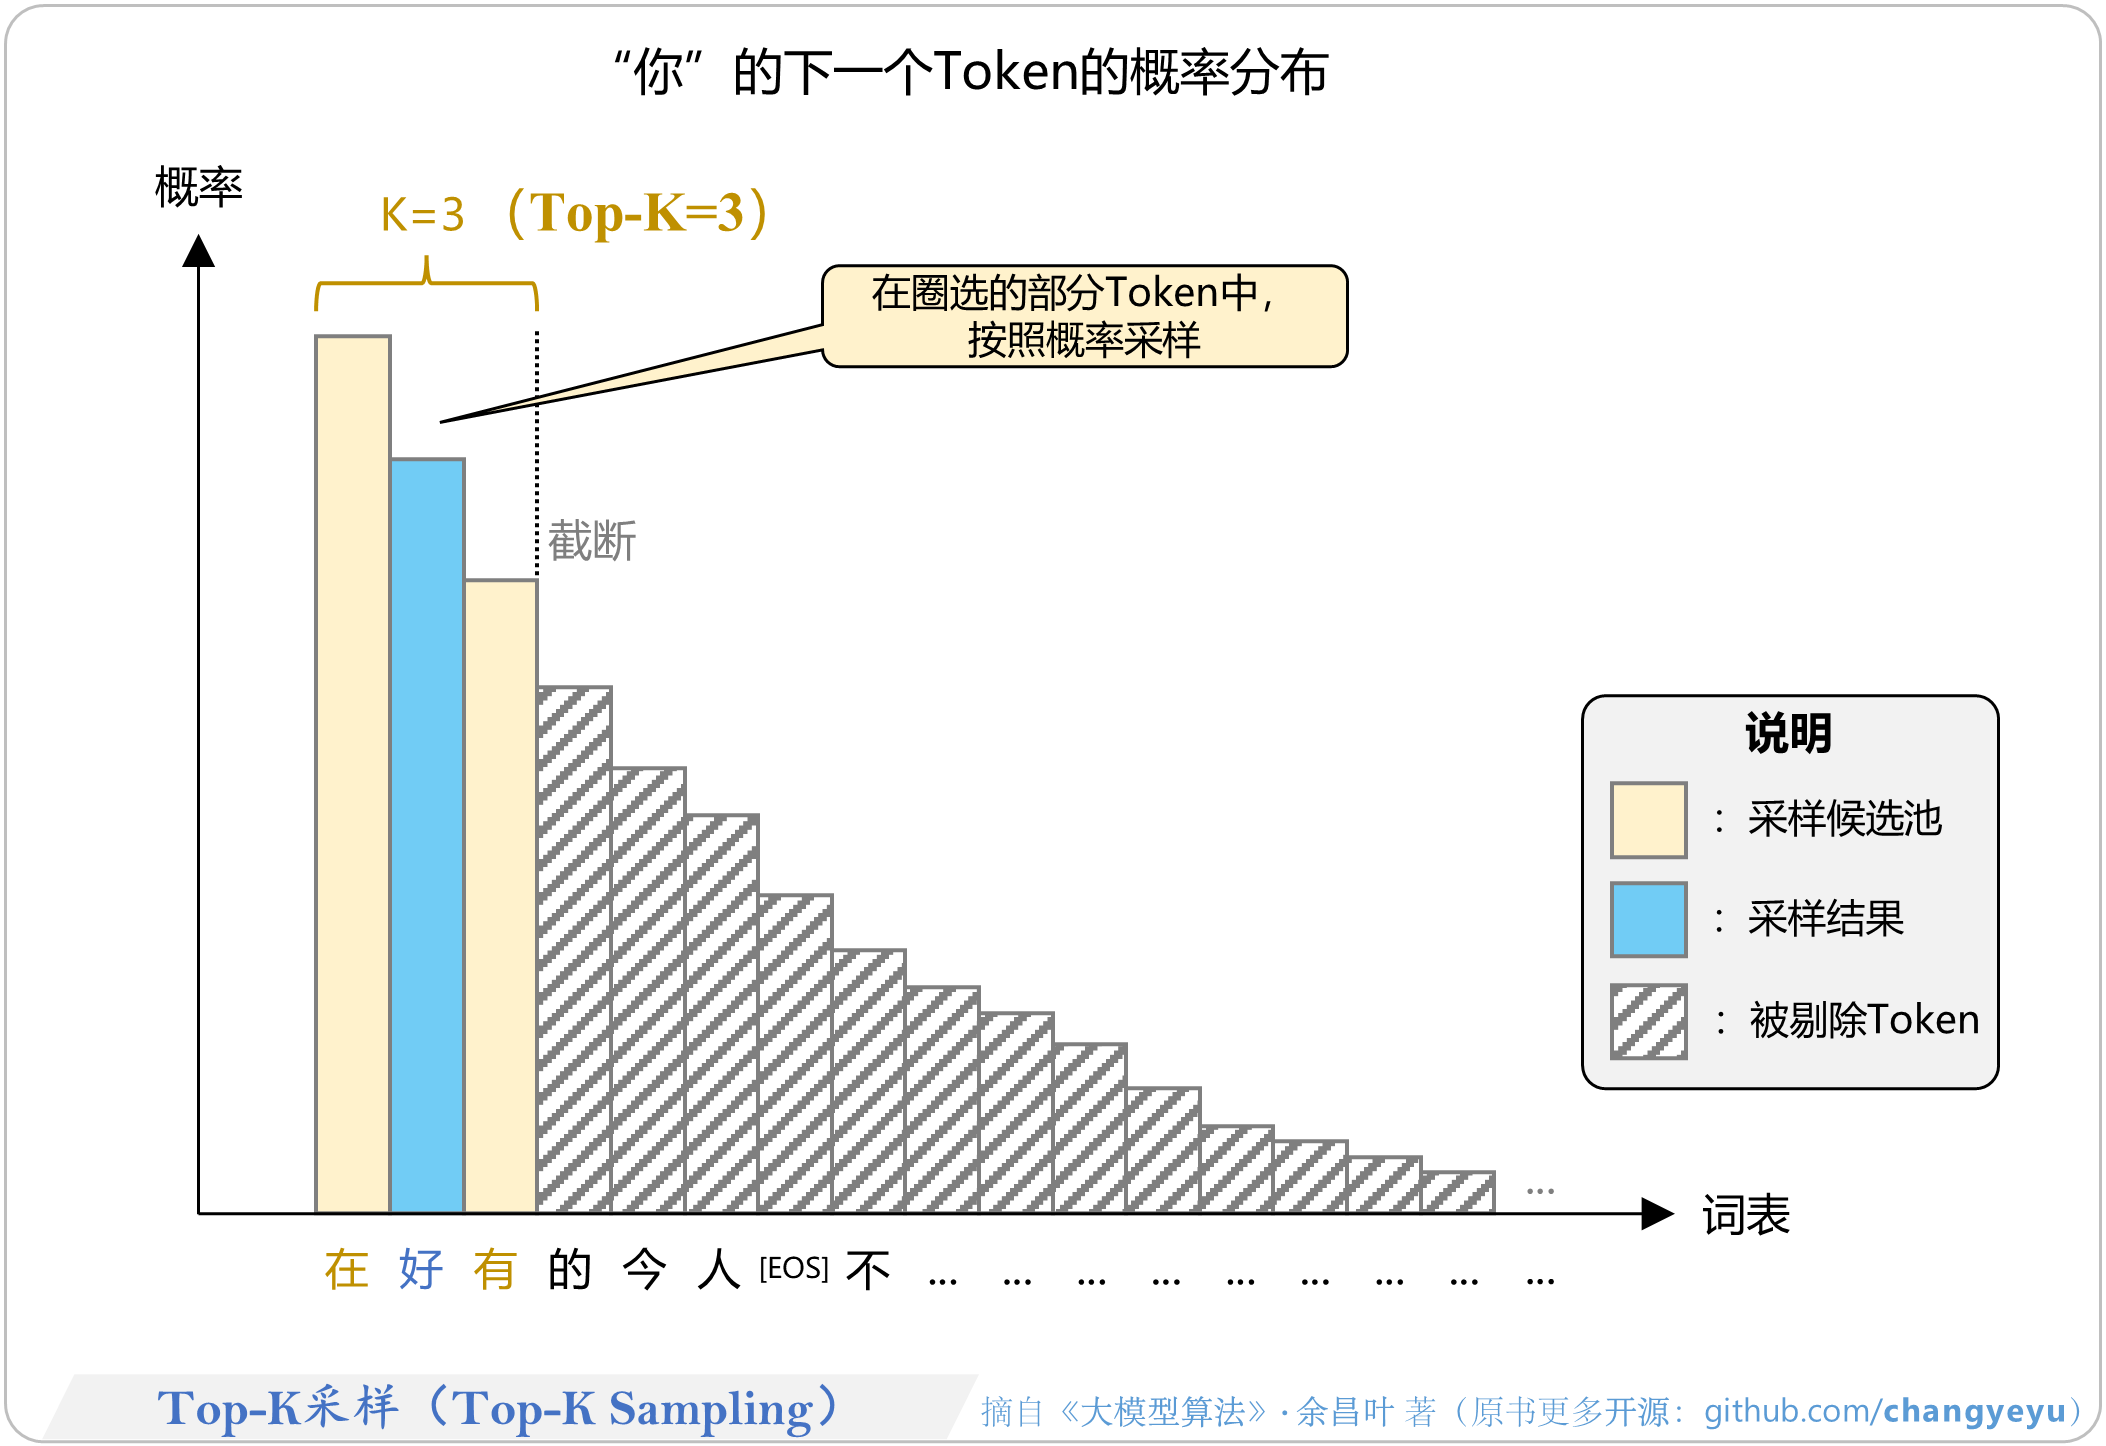 “你”的下一个Token的概率分布
概率
K=3（Top-K=3）
在圈选的部分Token中，
按照概率采样
截断
说明
：采样候选池
：采样结果
：被剔除Token
...
词表
在 好 有 的 今 人 [EOS] 不 ... ... ... ... ... ... ... ... ...
Top-K采样（Top-K Sampling）
摘自《大模型算法》· 余昌叶 著（原书更多开源：github.com/changyeyu）